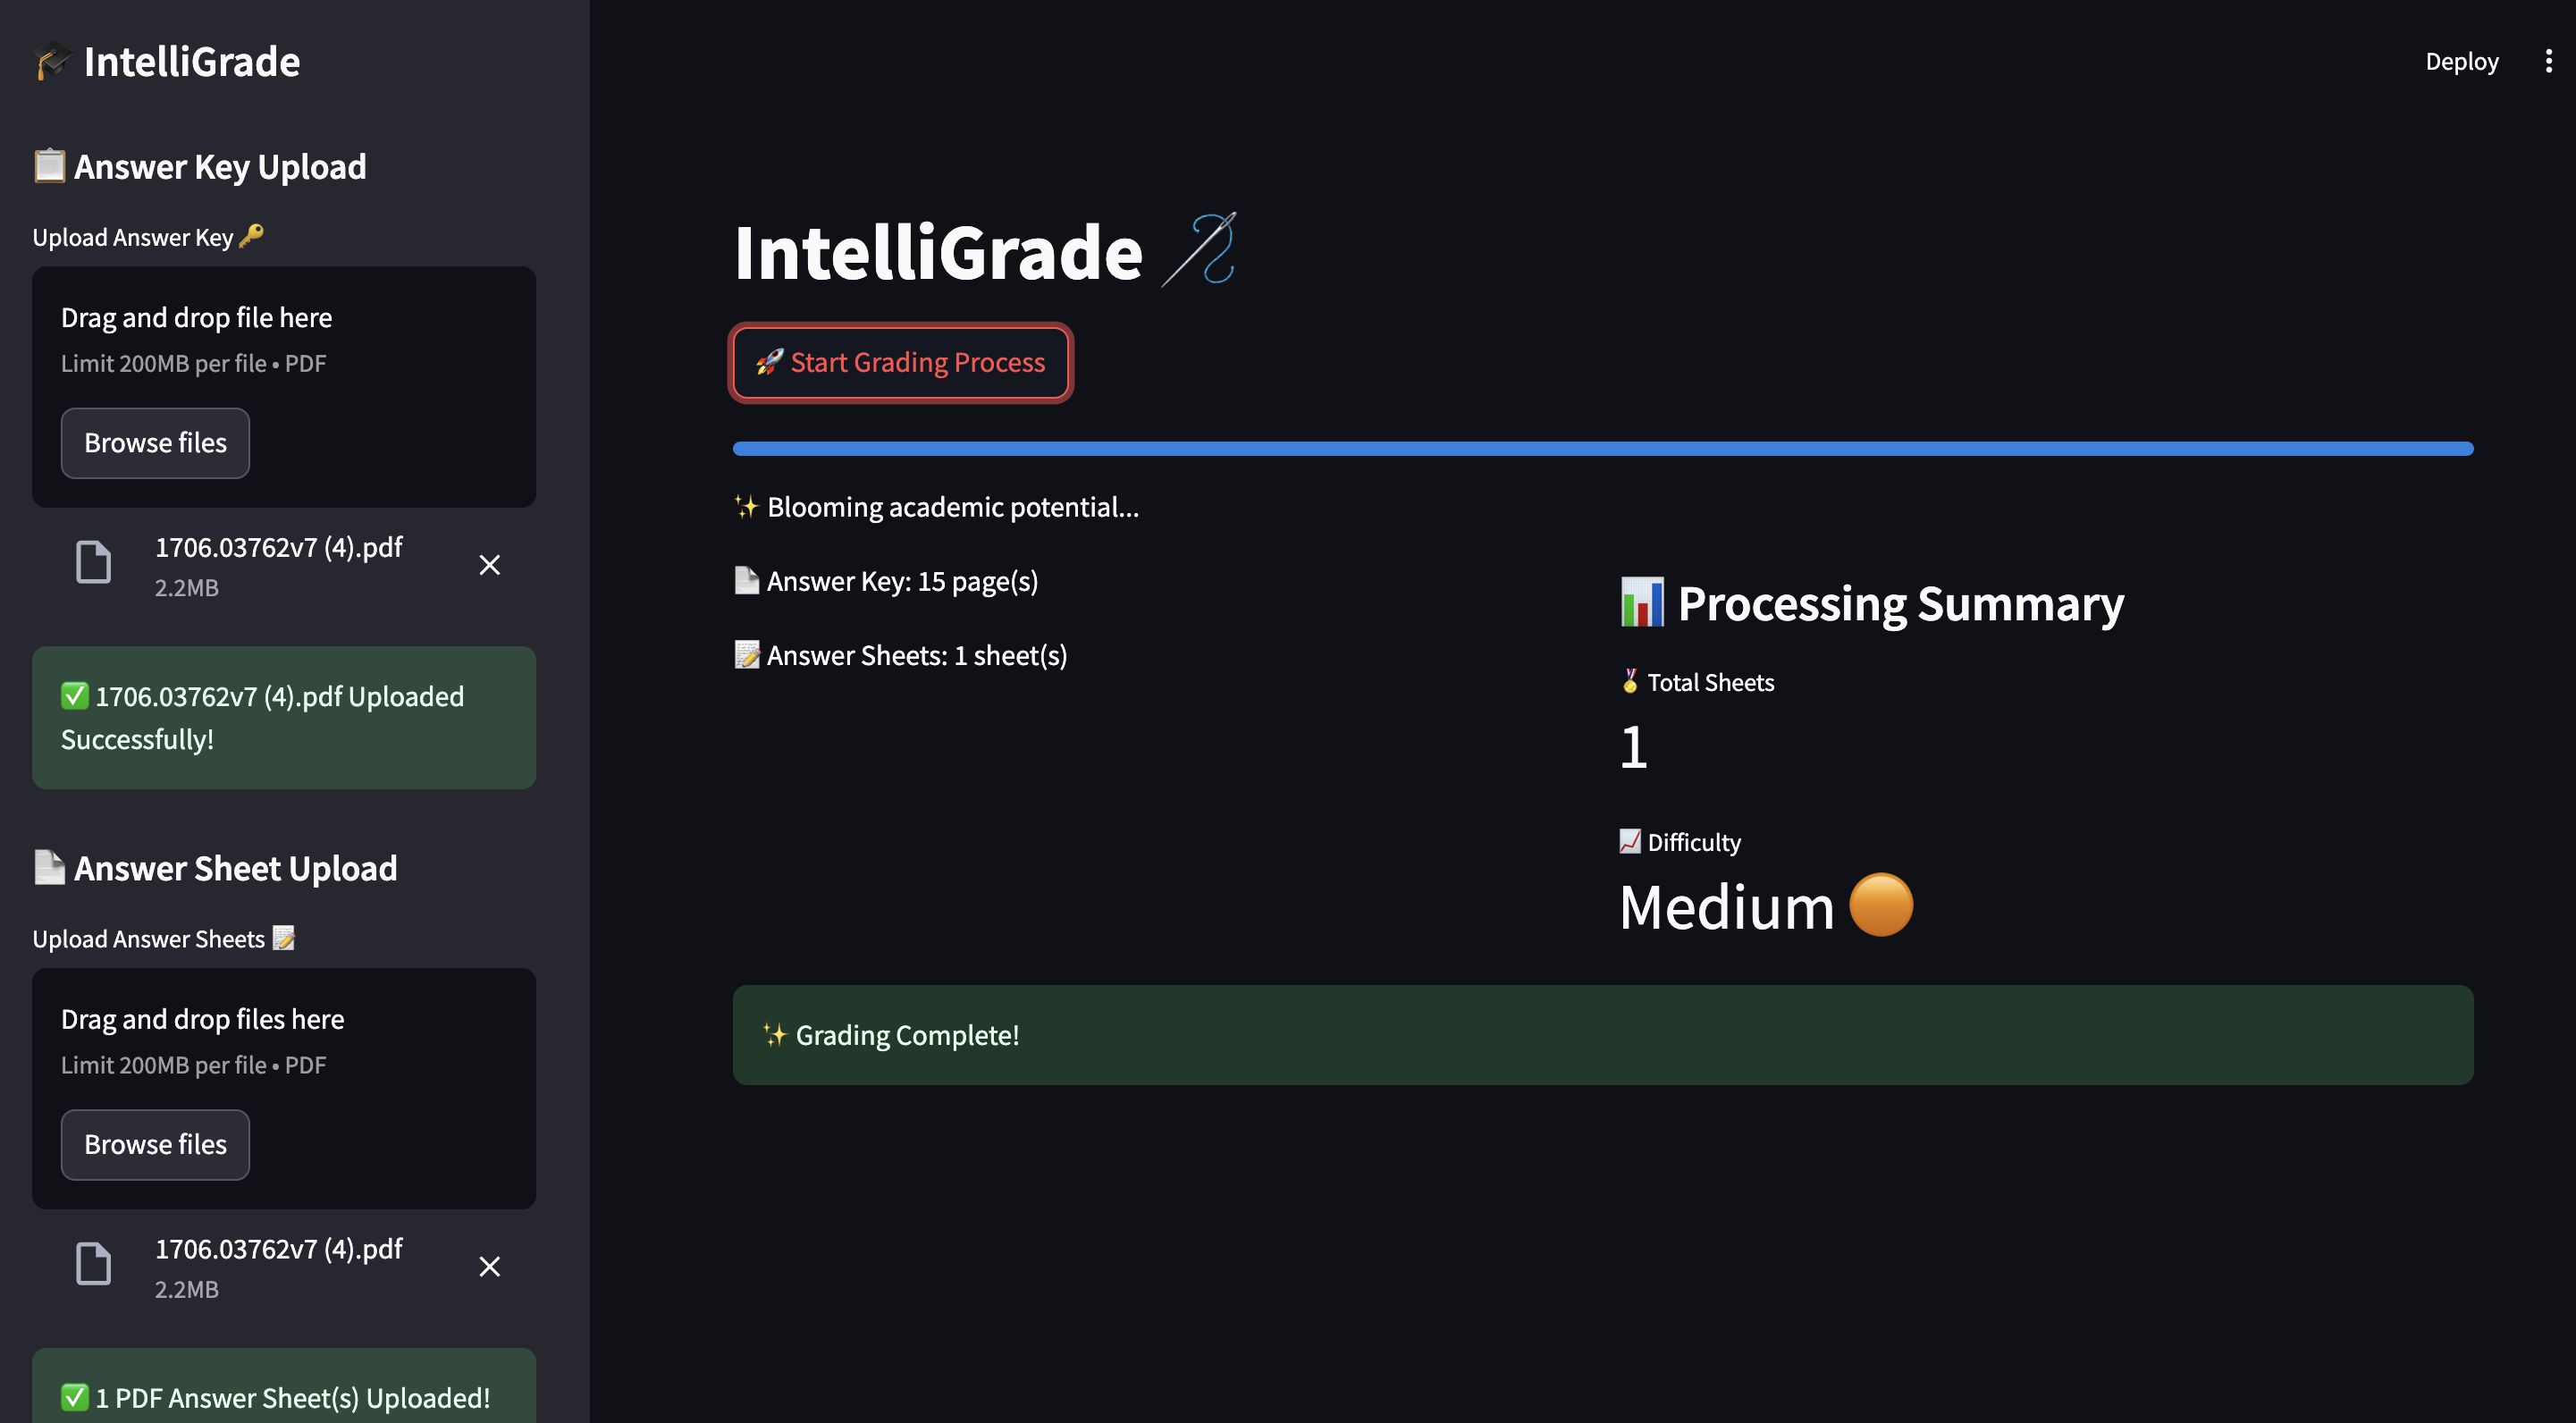 IntelliGrade
Answer Key Upload
Upload Answer Key
Drag and drop file here
Limit 200MB per file • PDF
Browse files
1706.03762v7 (4).pdf
2.2MB
1706.03762v7 (4).pdf Uploaded
Successfully!
Answer Sheet Upload
Upload Answer Sheets
Drag and drop files here
Limit 200MB per file • PDF
Browse files
1706.03762v7 (4).pdf
2.2MB
1 PDF Answer Sheet(s) Uploaded!
Deploy
IntelliGrade
Start Grading Process
Blooming academic potential...
Answer Key: 15 page(s)
Answer Sheets: 1 sheet(s)
Processing Summary
Total Sheets
1
Difficulty
Medium
Grading Complete!